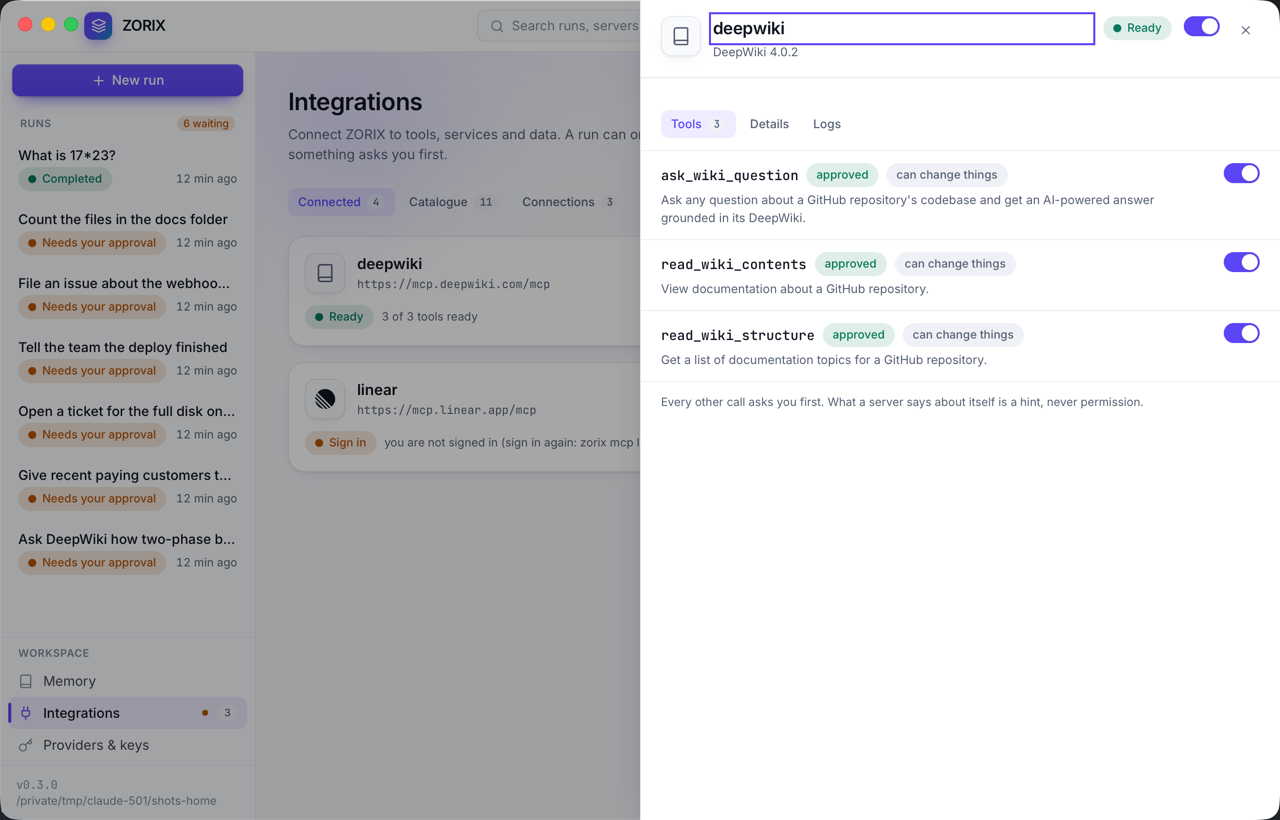 ZORIX
Search runs, servers
New run
RUNS
6 waiting
What is 17*23?
Completed
12 min ago
Count the files in the docs folder
Needs your approval
12 min ago
File an issue about the webhoo...
Needs your approval
12 min ago
Tell the team the deploy finished
Needs your approval
12 min ago
Open a ticket for the full disk on...
Needs your approval
12 min ago
Give recent paying customers t...
Needs your approval
12 min ago
Ask DeepWiki how two-phase b...
Needs your approval
12 min ago
WORKSPACE
Memory
Integrations
3
Providers & keys
v0.3.0
/private/tmp/claude-501/shots-home
Integrations
Connect ZORIX to tools, services and data. A run can
something asks you first.
Connected 4
Catalogue 11
Connections 3
deepwiki
https://mcp.deepwiki.com/mcp
Ready
3 of 3 tools ready
linear
https://mcp.linear.app/mcp
Sign in
you are not signed in (sign in again: zorix mcp
deepwiki
DeepWiki 4.0.2
Ready
Tools 3
Details
Logs
ask_wiki_question
approved
can change things
Ask any question about a GitHub repository's codebase and get an AI-powered answer
grounded in its DeepWiki.
read_wiki_contents
approved
can change things
View documentation about a GitHub repository.
read_wiki_structure
approved
can change things
Get a list of documentation topics for a GitHub repository.
Every other call asks you first. What a server says about itself is a hint, never permission.